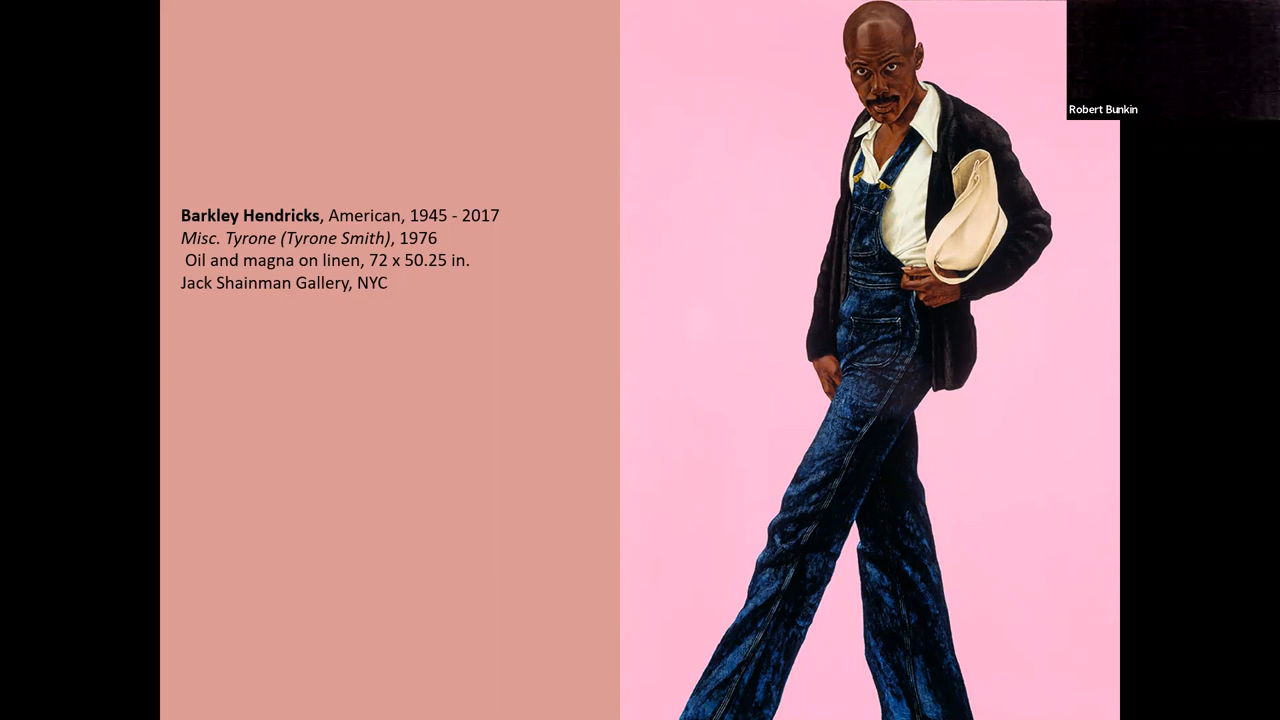 Barkley Hendricks, American, 1945 - 2017
Misc. Tyrone (Tyrone Smith), 1976
Oil and magna on linen, 72 x 50.25 in.
Jack Shainman Gallery, NYC
Robert Bunkin